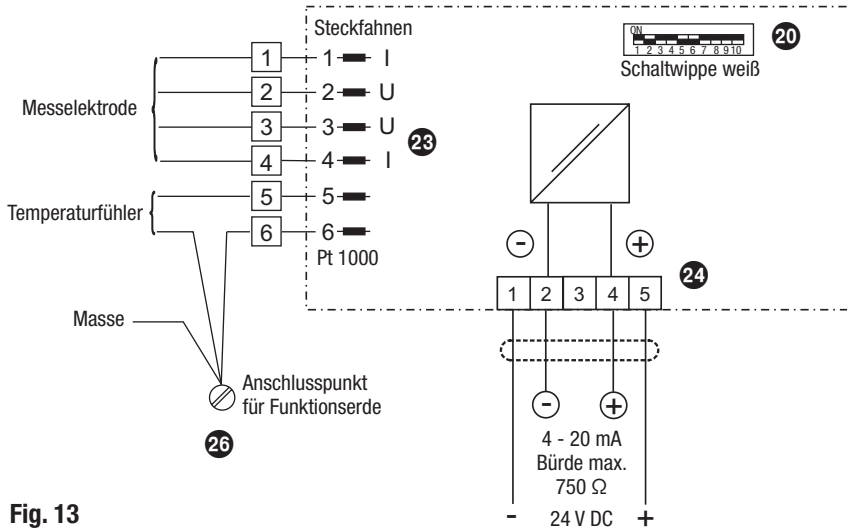 Steckfahnen
ON
1 2 3 4 5 6 7 8 9 10
20
Schaltwippe weiß
1 1 I
2 2 U
3 3 U
4 4 I
5 5
6 6
Messelektrode
23
Temperaturfühler
Pt 1000
- +
24
1 2 3 4 5
Masse
Anschlusspunkt
für Funktionserde
26
- +
4 - 20 mA
Bürde max.
750 Ω
- 24 V DC +
Fig. 13